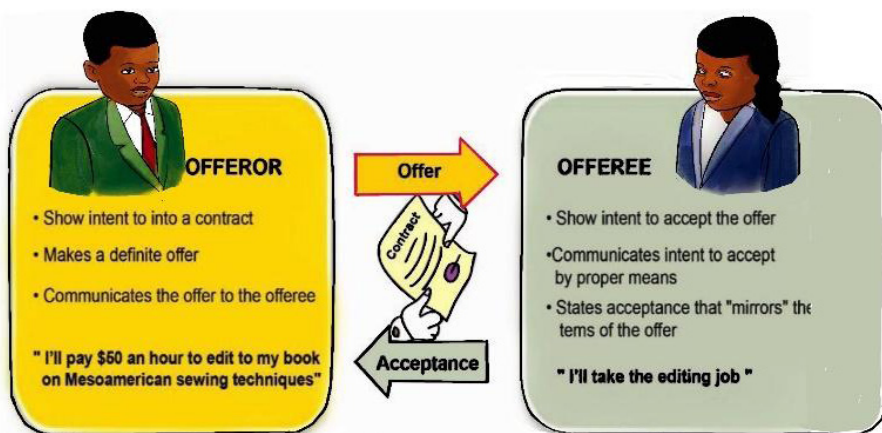 OFFEROR
• Show intent to into a contract
• Makes a definite offer
• Communicates the offer to the offeree
" I'll pay $50 an hour to edit to my book
on Mesoamerican sewing techniques"
Offer
Contract
Acceptance
OFFEREE
• Show intent to accept the offer
•Communicates intent to accept
by proper means
• States acceptance that "mirrors" the
tems of the offer
" I'll take the editing job "